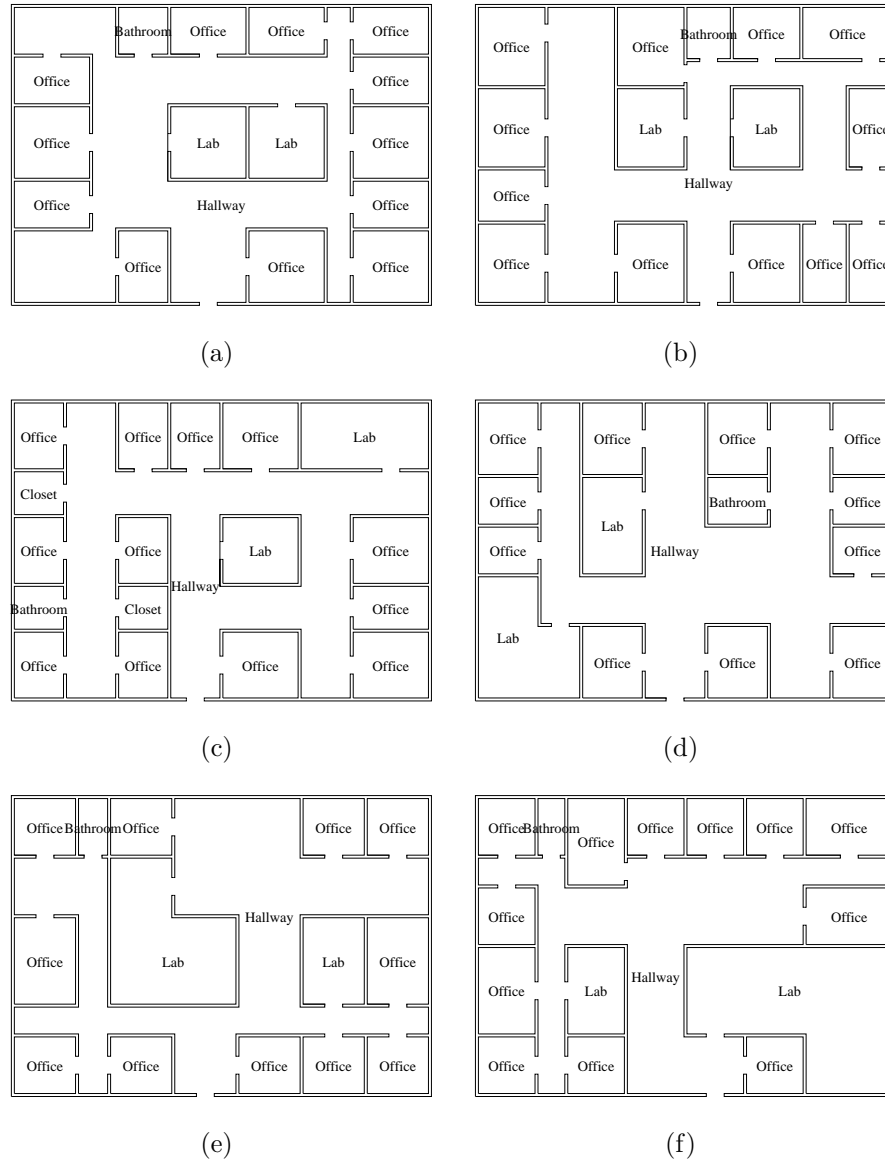 Bathroom Office Office Office
Office Office
Office Lab Lab Office
Office Hallway Office
Office Office Office
(a)
Office Office Bathroom Office Office
Office Lab Lab Office
Office Hallway
Office Office Office Office Office
(b)
Office Office Office Office Lab
Closet
Office Office Lab Office
Hallway
Bathroom Closet Office
Office Office Office Office
(c)
Office Office Office Office
Office Lab Bathroom Office
Office Hallway Office
Lab Office Office Office
(d)
Office Bathroom Office Office Office
Hallway
Office Lab Lab Office
Office Office Office Office Office
(e)
Office Bathroom Office Office Office Office Office
Office Office
Office Lab Hallway Lab
Office Office Office
(f)